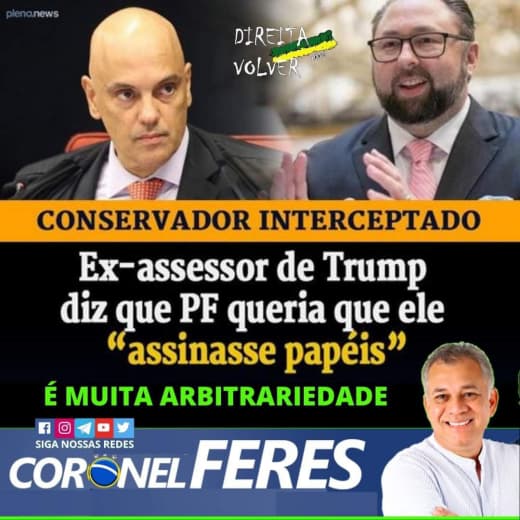 pleno.news
DIREITA
VOLVER
CONSERVADOR INTERCEPTADO
Ex-assessor de Trump
diz que PF queria que ele
“assinasse papéis”
É MUITA ARBITRARIEDADE
SIGA NOSSAS REDES
CORONEL FERES